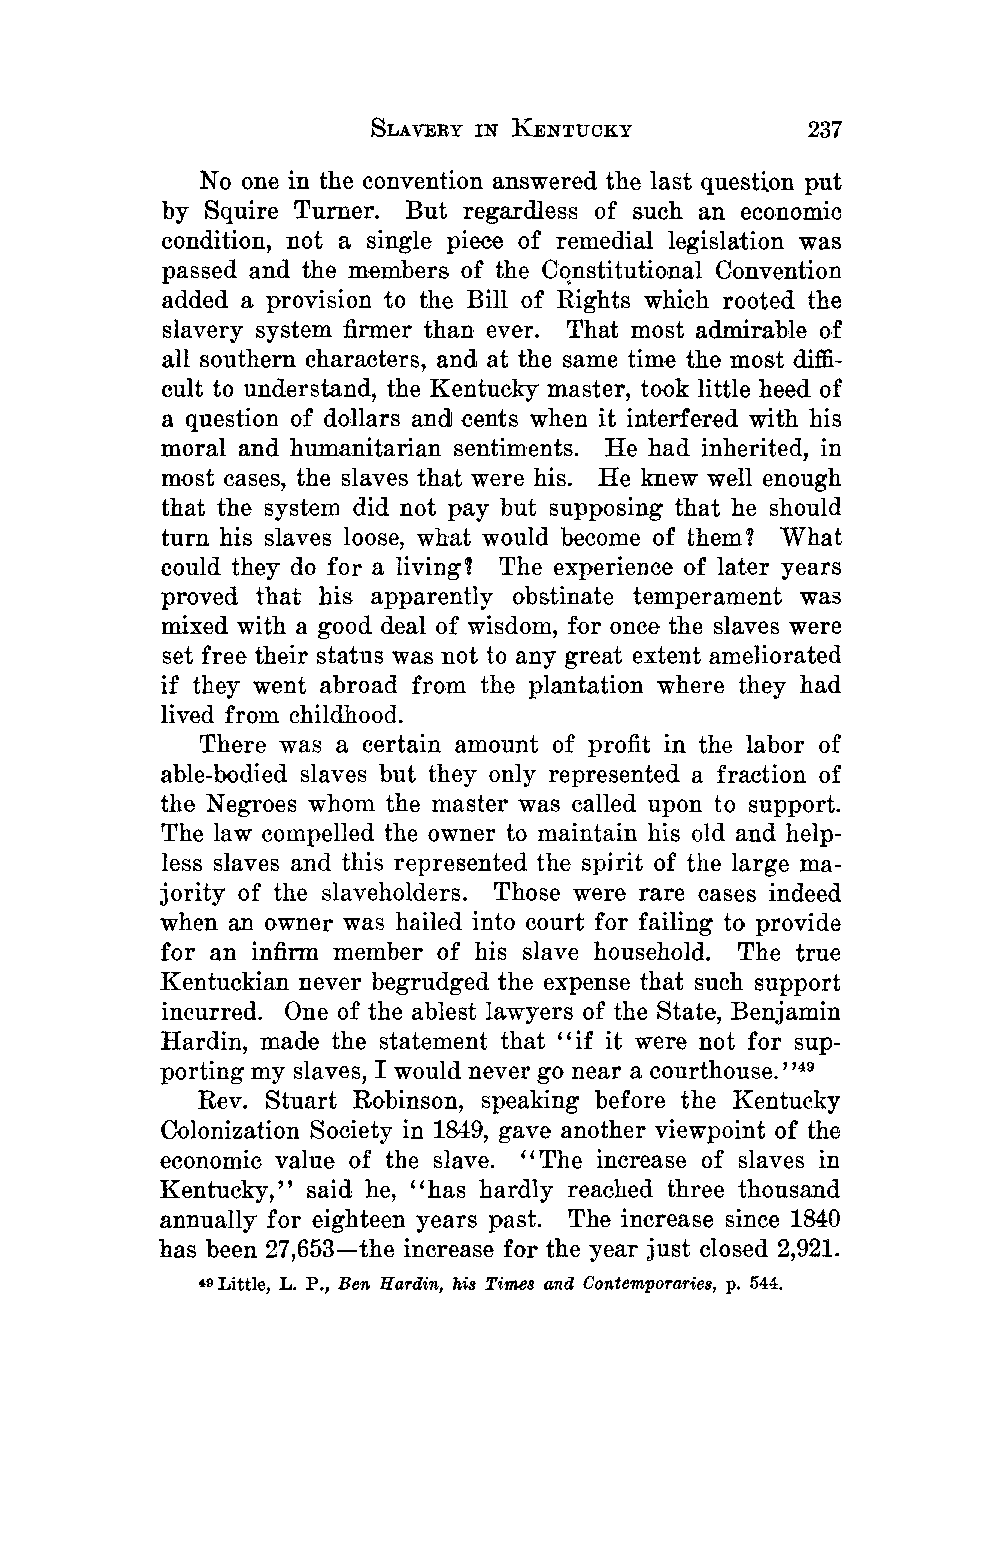 SLAVERY IN KENTUCKY 237
No one in the convention answered the last question put
by Squire Turner. But regardless of such an economic
condition, not a single piece of remedial legislation was
passed and the members of the Constitutional Convention
added a provision to the Bill of Rights which rooted the
slavery system firmer than ever. That most admirable of
all southern characters, and at the same time the most diffi-
cult to understand, the Kentucky master, took little heed of
a question of dollars and cents when it interfered with his
moral and humanitarian sentiments. He had inherited, in
most cases, the slaves that were his. He knew well enough
that the system did not pay but supposing that he should
turn his slaves loose, what would become of them? What
could they do for a living? The experience of later years
proved that his apparently obstinate temperament was
mixed with a good deal of wisdom, for once the slaves were
set free their status was not to any great extent ameliorated
if they went abroad from the plantation where they had
lived from childhood.
There was a certain amount of profit in the labor of
able-bodied slaves but they only represented a fraction of
the Negroes whom the master was called upon to support.
The law compelled the owner to maintain his old and help-
less slaves and this represented the spirit of the large ma-
jority of the slaveholders. Those were rare cases indeed
when an owner was hailed into court for failing to provide
for an infirm member of his slave household. The true
Kentuckian never begrudged the expense that such support
incurred. One of the ablest lawyers of the State, Benjamin
Hardin, made the statement that "if it were not for sup-
porting my slaves, I would never go near a courthouse."49
Rev. Stuart Robinson, speaking before the Kentucky
Colonization Society in 1849, gave another viewpoint of the
economic value of the slave. "The increase of slaves in
Kentucky," said he, "has hardly reached three thousand
annually for eighteen years past. The increase since 1840
has been 27,653—the increase for the year just closed 2,921.
49 Little, L. P., Ben Hardin, his Times and Contemporaries, p. 544.